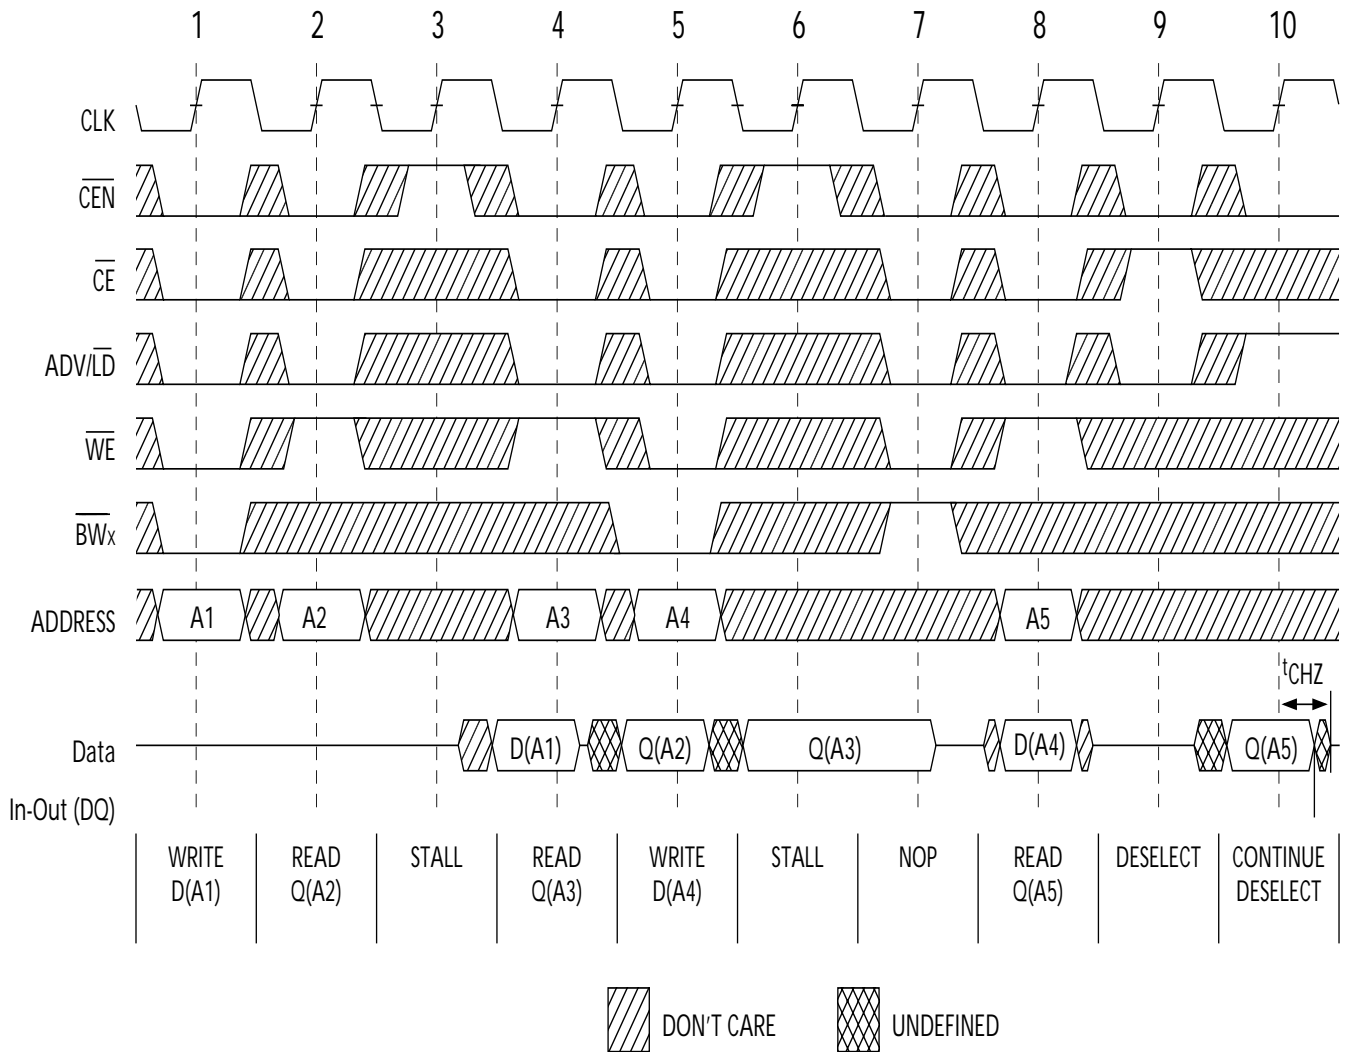 1 2 3 4 5 6 7 8 9 10
CLK
CEN
CE
ADV/LD
WE
BWx
ADDRESS A1 A2 A3 A4 A5
tCHZ
Data D(A1) Q(A2) Q(A3) D(A4) Q(A5)
In-Out (DQ)
WRITE READ STALL READ WRITE STALL NOP READ DESELECT CONTINUE
D(A1) Q(A2) Q(A3) D(A4) Q(A5) DESELECT
DON'T CARE UNDEFINED